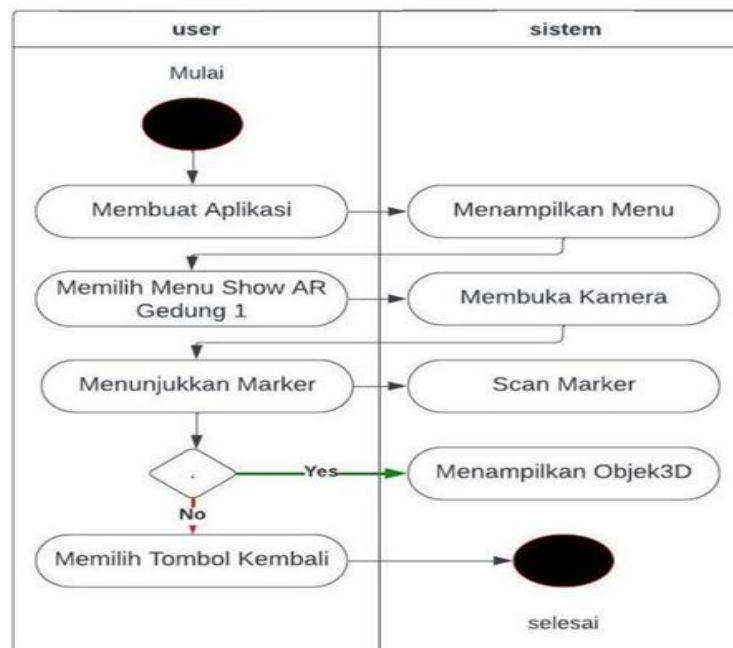 user
sistem
Mulai
Membuat Aplikasi
Menampilkan Menu
Memilih Menu Show AR
Gedung 1
Membuka Kamera
Menunjukkan Marker
Scan Marker
.
Yes
Menampilkan Objek3D
No
Memilih Tombol Kembali
selesai